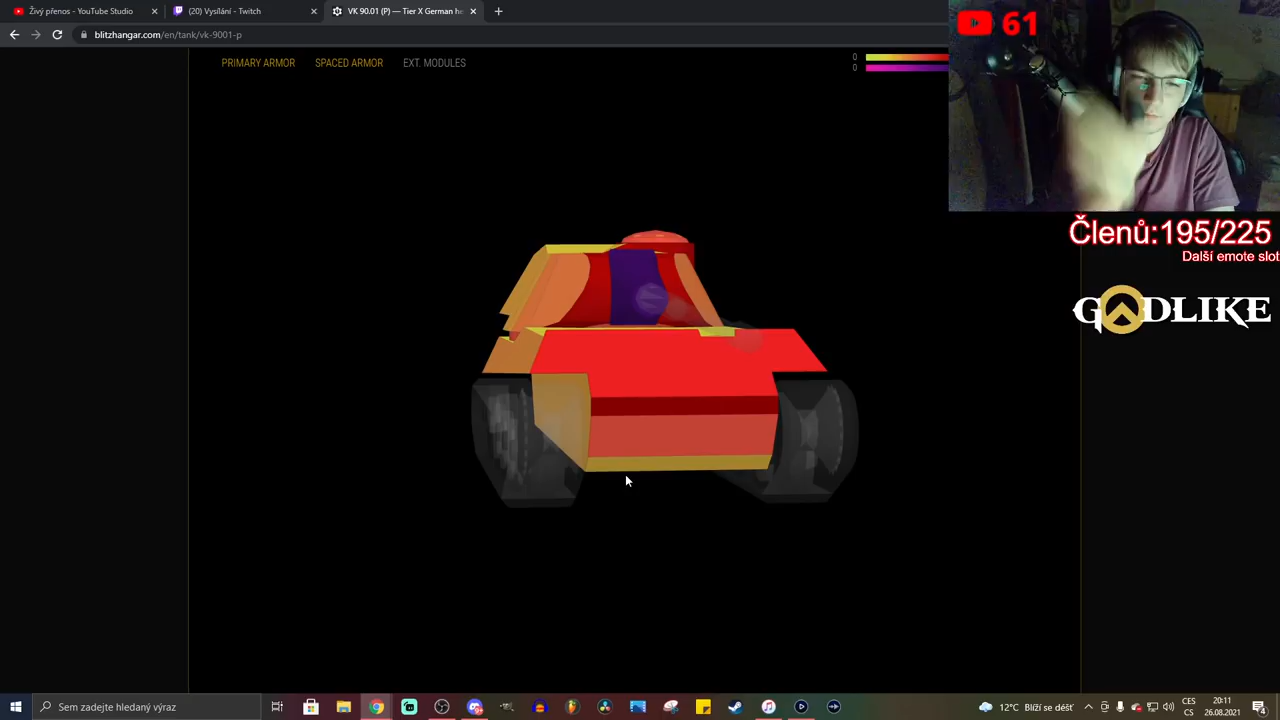 Živý přenos - YouTube Studio
(20) Vysílání - Twitch
VK 90.01 (P) — Tier X German he
blitzhangar.com/en/tank/vk-9001-p
PRIMARY ARMOR
SPACED ARMOR
EXT. MODULES
0
0
61
Členů:195/225
Další emote slot
GODLIKE
Sem zadejte hledaný výraz
12°C Blíží se déšť
CES
CS
20:11
26.08.2021
4